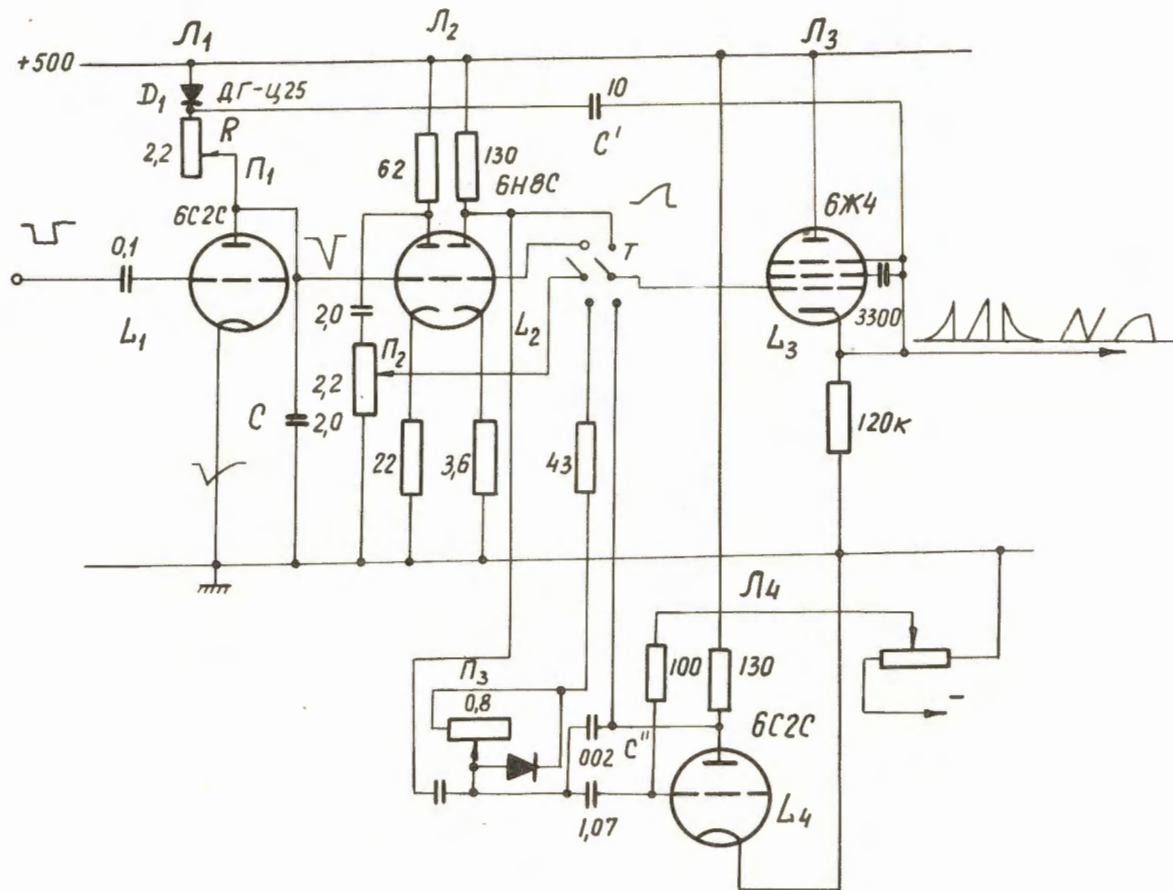 Л1
Л2
Л3
+500
D1
ДГ-Ц25
10
C'
R
2,2
П1
62
130
6Н8С
6С2С
6Ж4
0,1
T
L1
2,0
L2
3300
П2
L3
2,2
C
2,0
120к
22
3,6
43
Л4
П3
100
130
0,8
–
6С2С
C"
002
1,07
L4